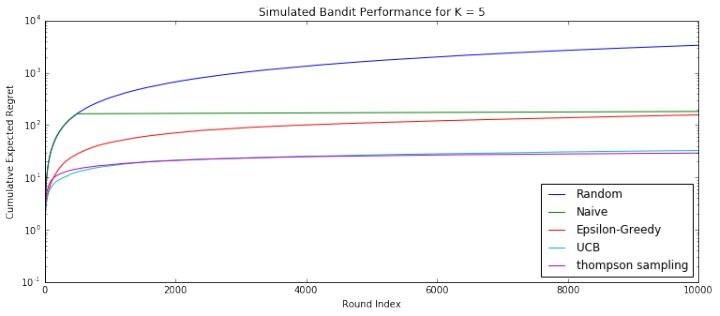 Simulated Bandit Performance for K = 5
Cumulative Expected Regret
10^4
10^3
10^2
10^1
10^0
10^-1
Random
Naive
Epsilon-Greedy
UCB
thompson sampling
0 2000 4000 6000 8000 10000
Round Index